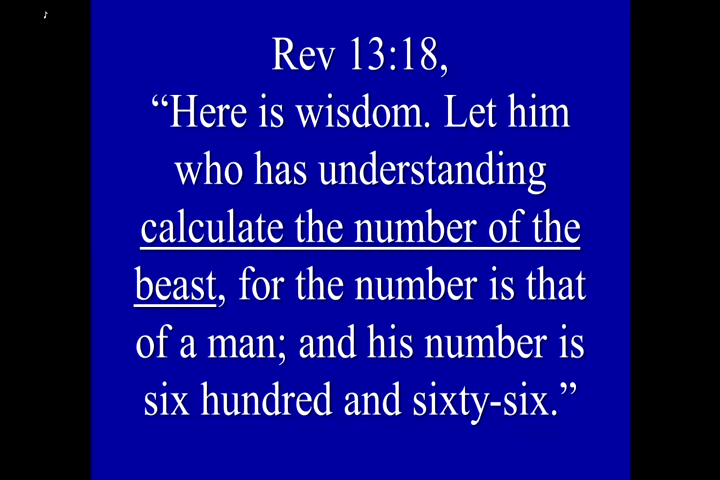 Rev 13:18,
“Here is wisdom. Let him
who has understanding
calculate the number of the
beast, for the number is that
of a man; and his number is
six hundred and sixty-six.”